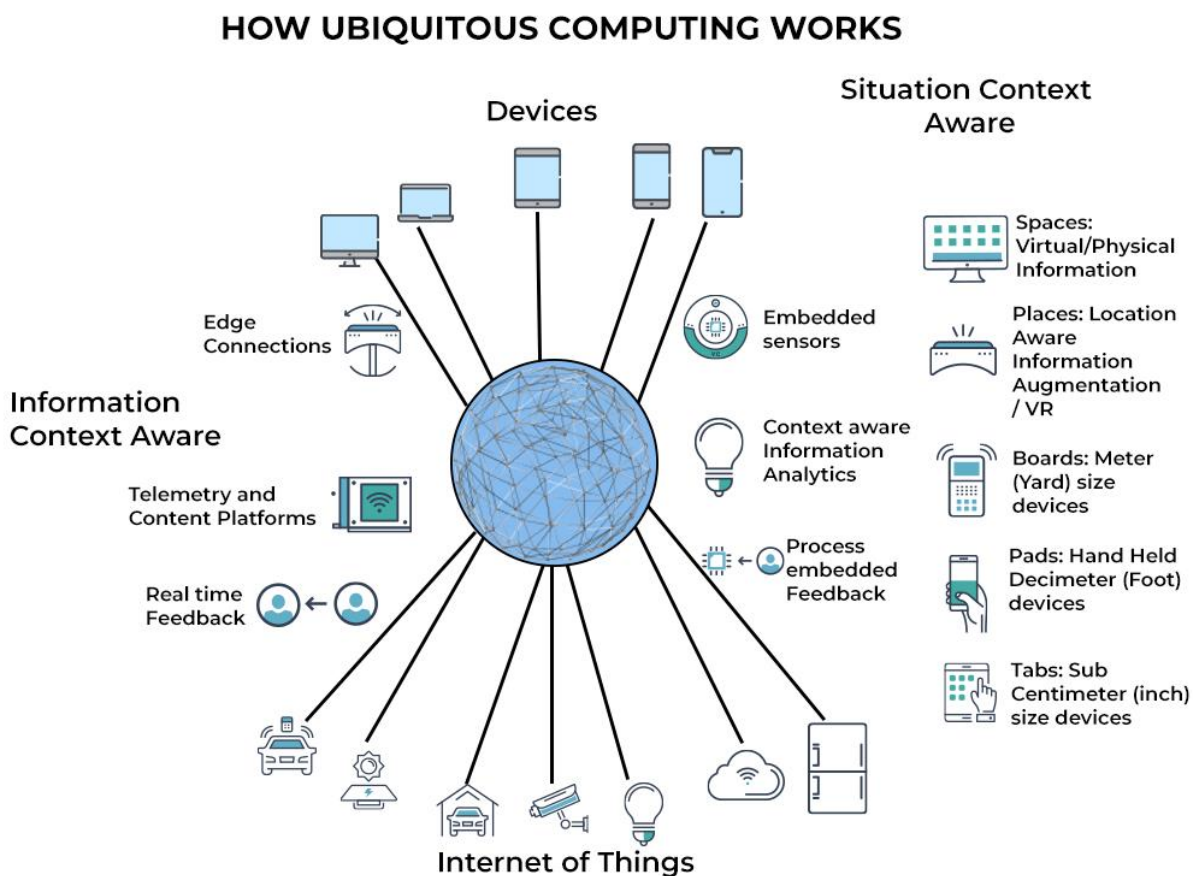 HOW UBIQUITOUS COMPUTING WORKS
Devices
Situation Context
Aware
Spaces:
Virtual/Physical
Information
Edge
Connections
Embedded
sensors
Places: Location
Aware
Information
Augmentation
/ VR
Information
Context Aware
Context aware
Information
Analytics
Boards: Meter
(Yard) size
devices
Telemetry and
Content Platforms
Process
embedded
Feedback
Pads: Hand Held
Decimeter (Foot)
devices
Real time
Feedback
Tabs: Sub
Centimeter (inch)
size devices
Internet of Things